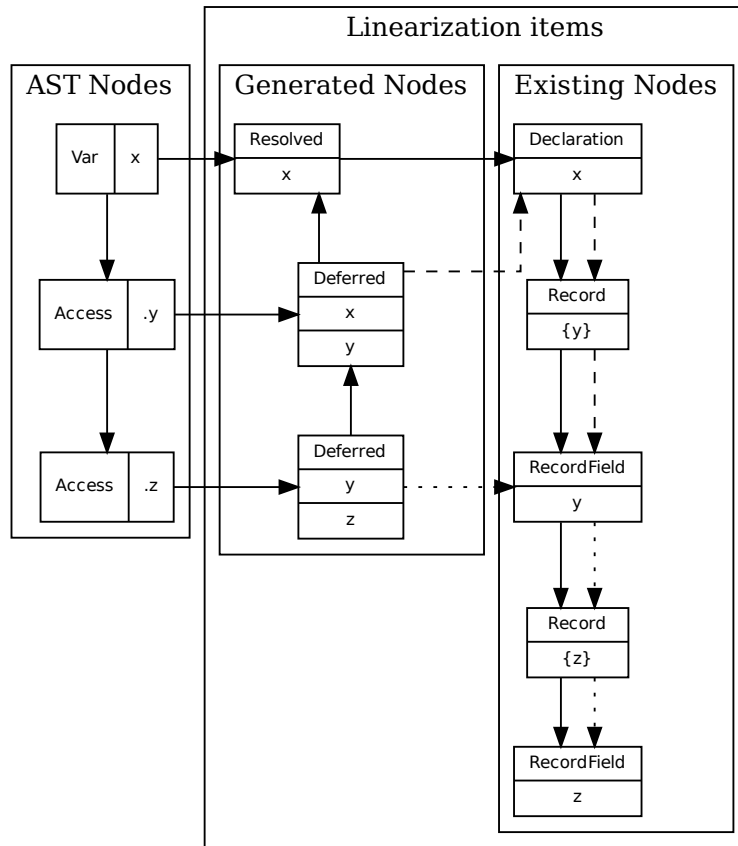 Linearization items
AST Nodes
Generated Nodes
Existing Nodes
Var
x
Resolved
x
Declaration
x
Access
.y
Deferred
x
y
Record
{y}
Access
.z
Deferred
y
z
RecordField
y
Record
{z}
RecordField
z